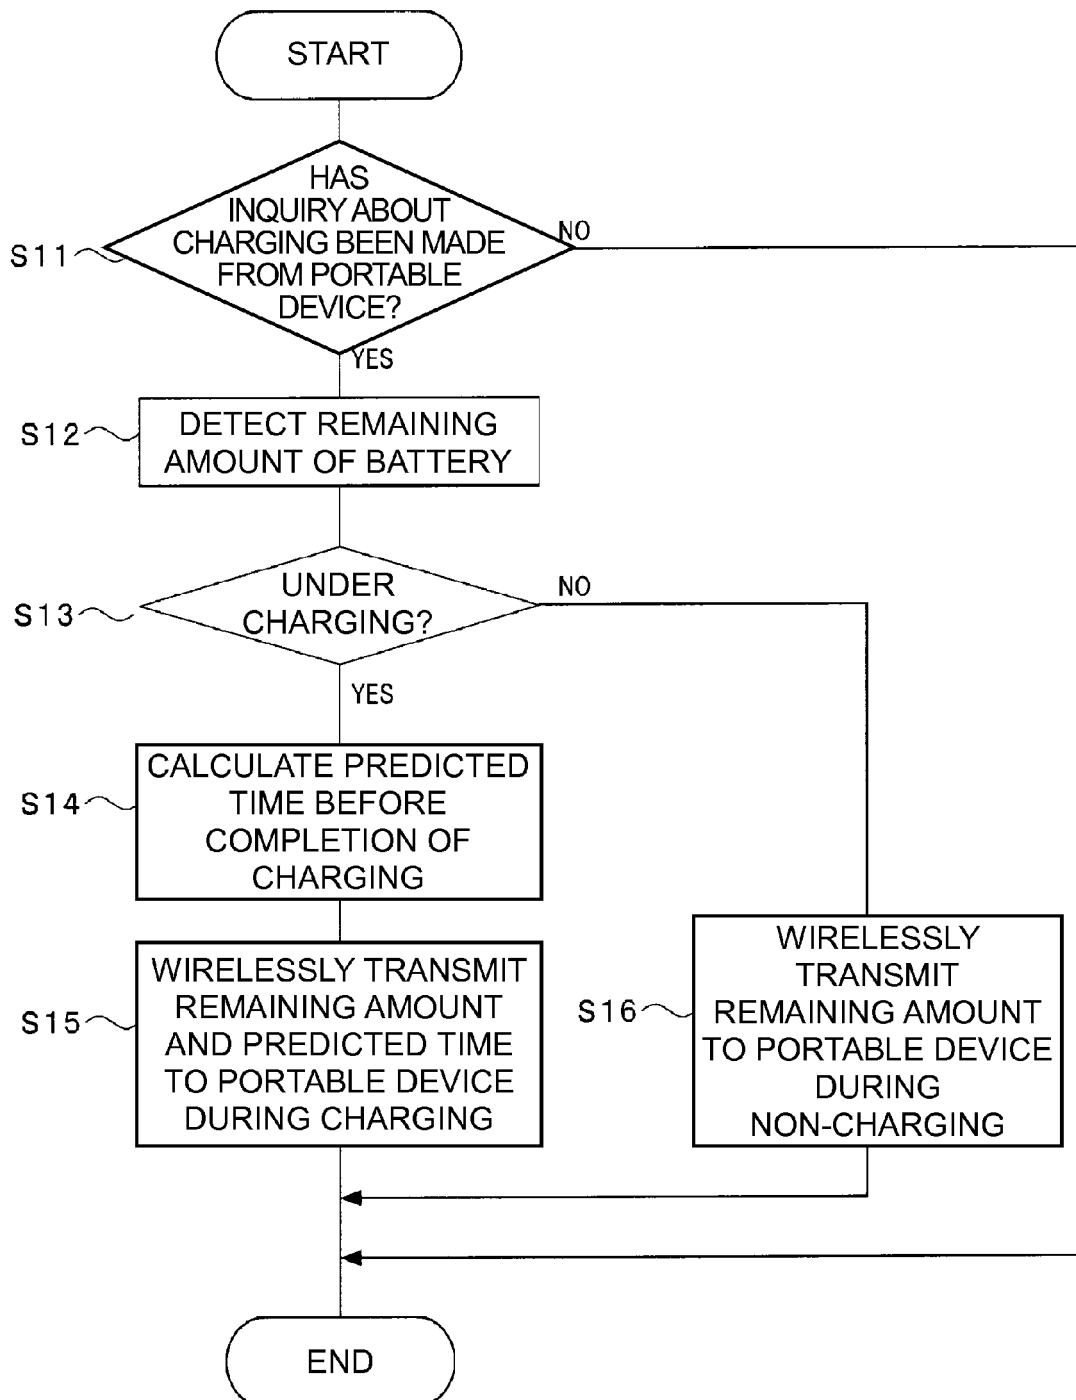 START
HAS
INQUIRY ABOUT
CHARGING BEEN MADE
FROM PORTABLE
DEVICE?
NO
S11
YES
S12
DETECT REMAINING
AMOUNT OF BATTERY
UNDER
CHARGING?
NO
S13
YES
S14
CALCULATE PREDICTED
TIME BEFORE
COMPLETION OF
CHARGING
S15
WIRELESSLY TRANSMIT
REMAINING AMOUNT
AND PREDICTED TIME
TO PORTABLE DEVICE
DURING CHARGING
S16
WIRELESSLY
TRANSMIT
REMAINING AMOUNT
TO PORTABLE DEVICE
DURING
NON-CHARGING
END